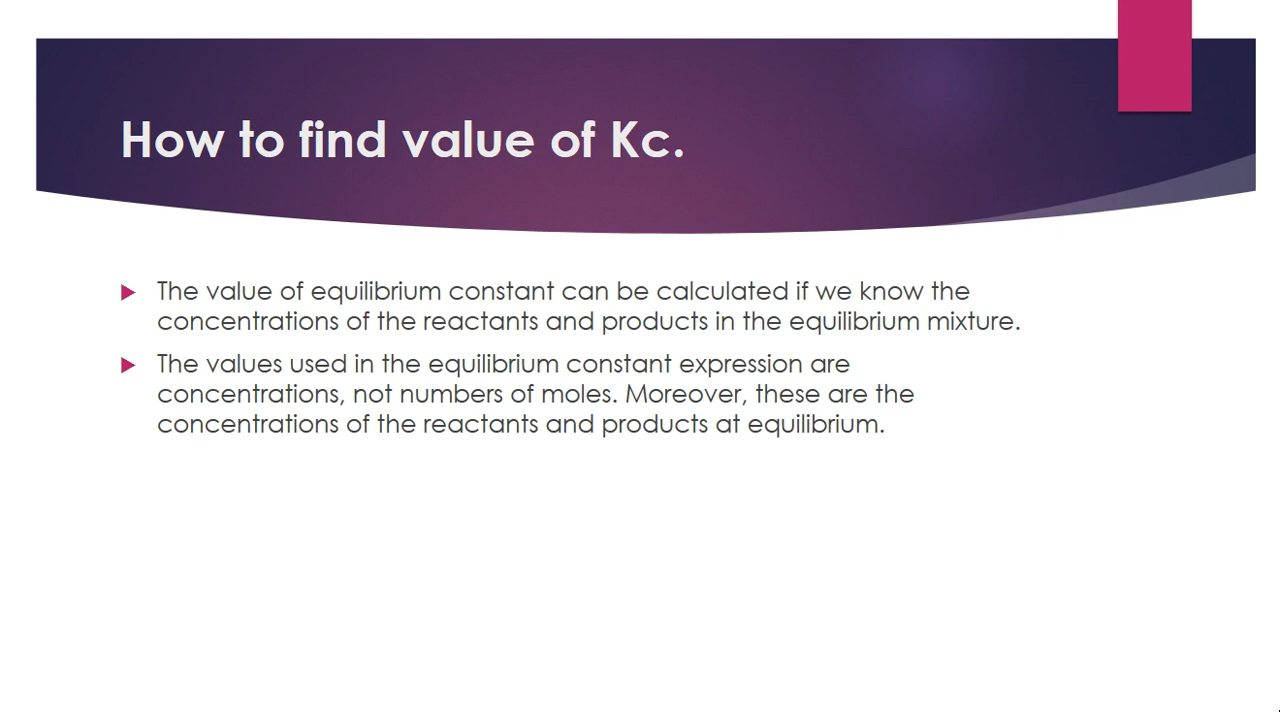 How to find value of Kc.
The value of equilibrium constant can be calculated if we know the
concentrations of the reactants and products in the equilibrium mixture.
The values used in the equilibrium constant expression are
concentrations, not numbers of moles. Moreover, these are the
concentrations of the reactants and products at equilibrium.